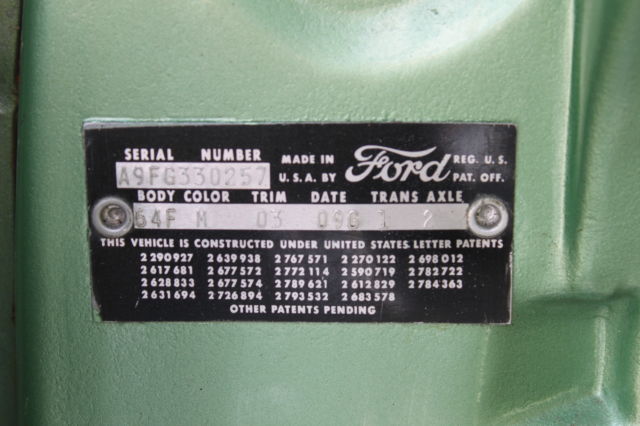 SERIAL NUMBER MADE IN Ford REG. U. S.
A9FG330257 U.S.A. BY PAT. OFF.
BODY COLOR TRIM DATE TRANS AXLE
64F M 03 09G 1 2
THIS VEHICLE IS CONSTRUCTED UNDER UNITED STATES LETTER PATENTS
2 290927 2 639 938 2 767 571 2 270 122 2 698 012
2 617 681 2 677 572 2 772 114 2 590 719 2 782 722
2 628 833 2 677 574 2 789 621 2 612 829 2 784 363
2 631 694 2 726 894 2 793 532 2 683 578
OTHER PATENTS PENDING